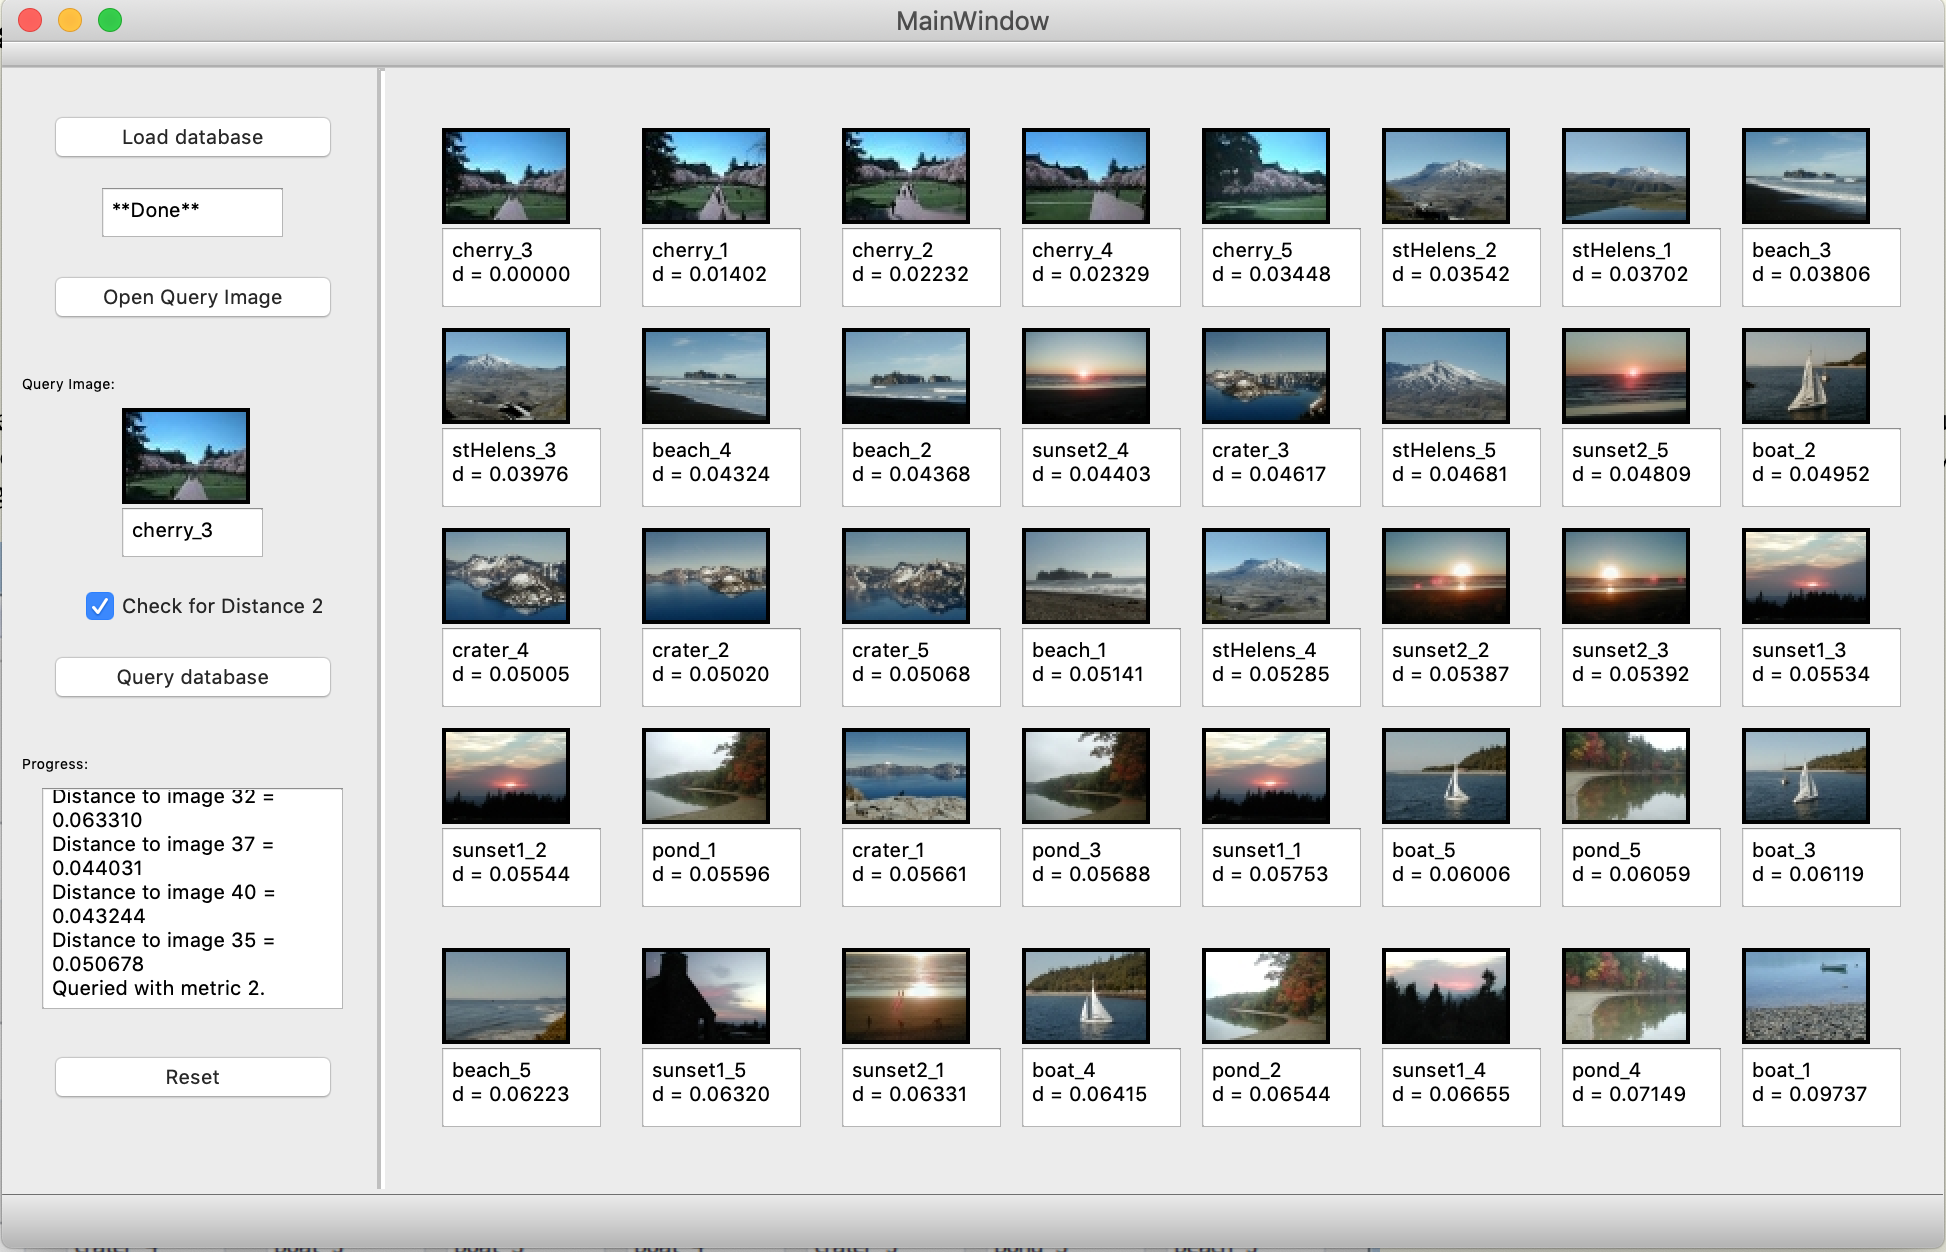 MainWindow
Load database
**Done**
Open Query Image
Query Image:
cherry_3
Check for Distance 2
Query database
Progress:
Distance to image 32 =
0.063310
Distance to image 37 =
0.044031
Distance to image 40 =
0.043244
Distance to image 35 =
0.050678
Queried with metric 2.
Reset
cherry_3
d = 0.00000
cherry_1
d = 0.01402
cherry_2
d = 0.02232
cherry_4
d = 0.02329
cherry_5
d = 0.03448
stHelens_2
d = 0.03542
stHelens_1
d = 0.03702
beach_3
d = 0.03806
stHelens_3
d = 0.03976
beach_4
d = 0.04324
beach_2
d = 0.04368
sunset2_4
d = 0.04403
crater_3
d = 0.04617
stHelens_5
d = 0.04681
sunset2_5
d = 0.04809
boat_2
d = 0.04952
crater_4
d = 0.05005
crater_2
d = 0.05020
crater_5
d = 0.05068
beach_1
d = 0.05141
stHelens_4
d = 0.05285
sunset2_2
d = 0.05387
sunset2_3
d = 0.05392
sunset1_3
d = 0.05534
sunset1_2
d = 0.05544
pond_1
d = 0.05596
crater_1
d = 0.05661
pond_3
d = 0.05688
sunset1_1
d = 0.05753
boat_5
d = 0.06006
pond_5
d = 0.06059
boat_3
d = 0.06119
beach_5
d = 0.06223
sunset1_5
d = 0.06320
sunset2_1
d = 0.06331
boat_4
d = 0.06415
pond_2
d = 0.06544
sunset1_4
d = 0.06655
pond_4
d = 0.07149
boat_1
d = 0.09737